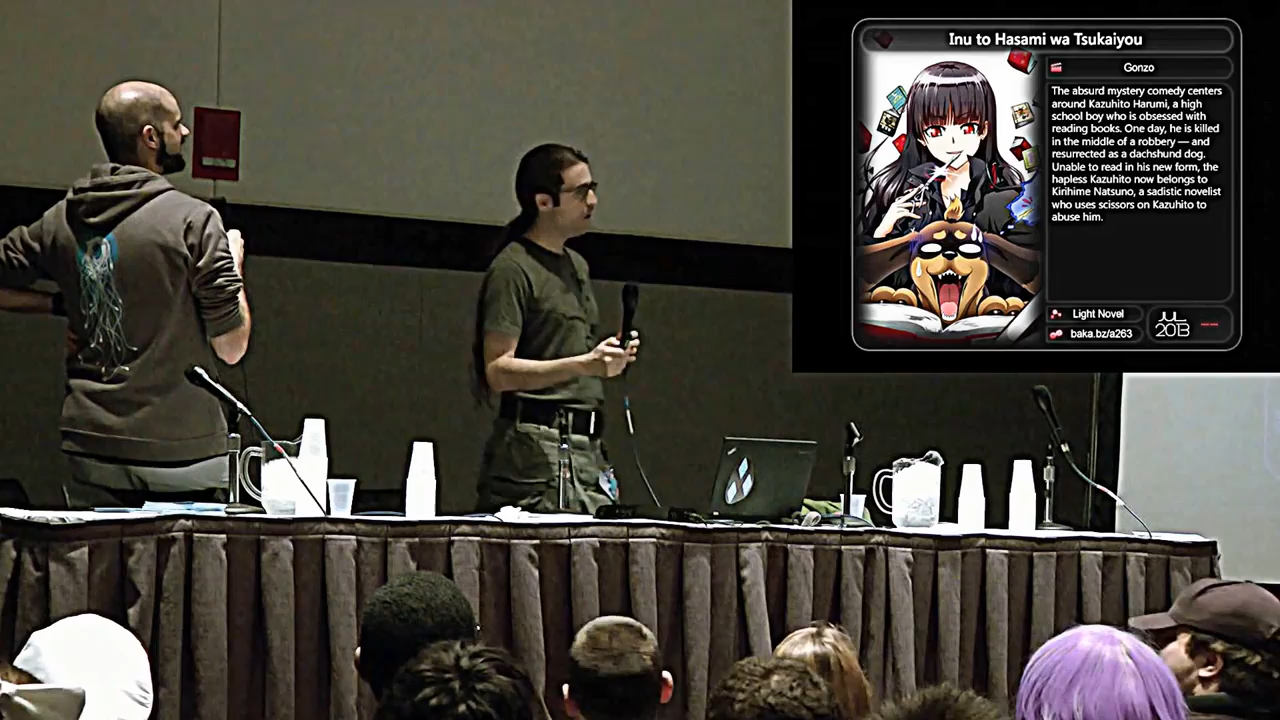 Inu to Hasami wa Tsukaiyou
Gonzo
The absurd mystery comedy centers
around Kazuhito Harumi, a high
school boy who is obsessed with
reading books. One day, he is killed
in the middle of a robbery — and
resurrected as a dachshund dog.
Unable to read in his new form, the
hapless Kazuhito now belongs to
Kirihime Natsuno, a sadistic novelist
who uses scissors on Kazuhito to
abuse him.
Light Novel
baka.bz/a263
JUL
2013